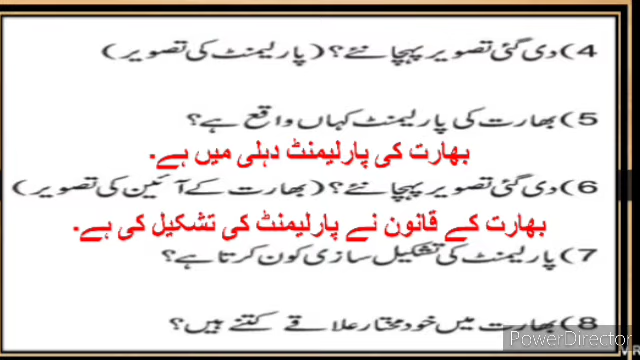 4) دی گئی تصویر پہچانئے؟ (پارلیمنٹ کی تصویر)
5) بھارت کی پارلیمنٹ کہاں واقع ہے؟
بھارت کی پارلیمنٹ دہلی میں ہے۔
6) دی گئی تصویر پہچانئے؟ (بھارت کے آئین کی تصویر)
بھارت کے قانون نے پارلیمنٹ کی تشکیل کی ہے۔
7) پارلیمنٹ کی تشکیل سازی کون کرتا ہے؟
8) بھارت میں خود مختار علاقے کتنے ہیں؟
PowerDirector